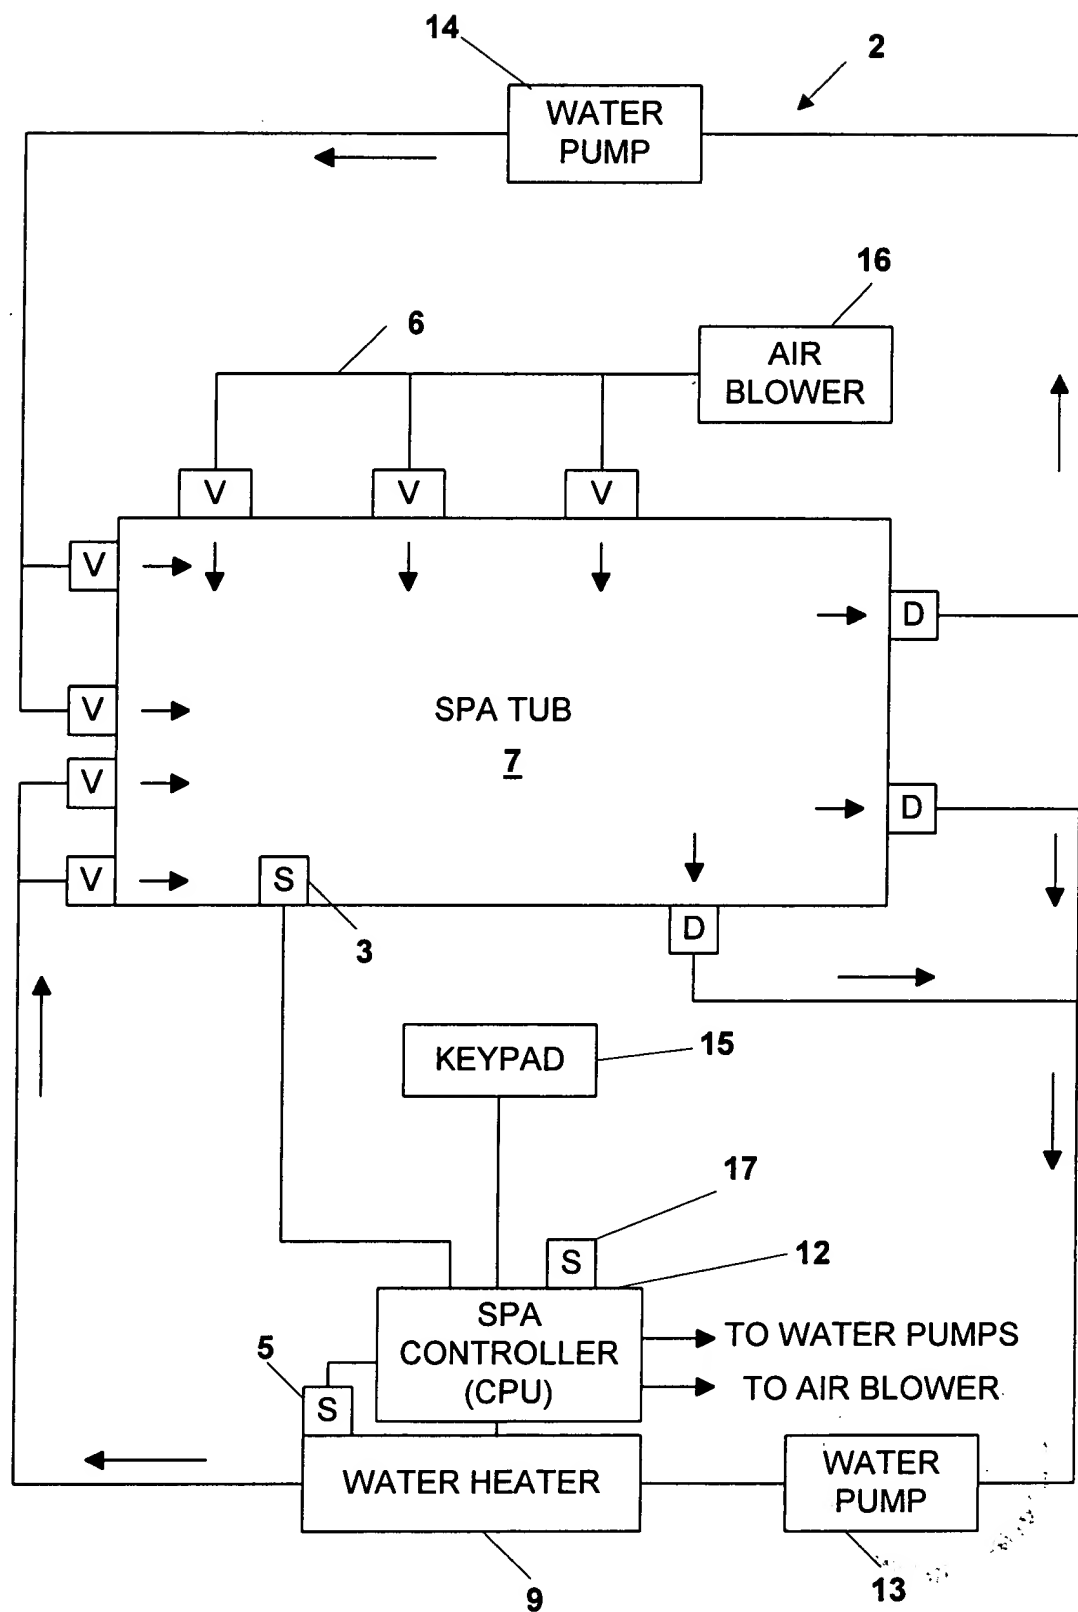 14
2
WATER
PUMP
16
6
AIR
BLOWER
V
V
V
V
D
V
SPA TUB
7
V
D
V
S
3
D
KEYPAD
15
17
S
12
SPA
CONTROLLER
(CPU)
TO WATER PUMPS
TO AIR BLOWER
5
S
WATER HEATER
WATER
PUMP
9
13